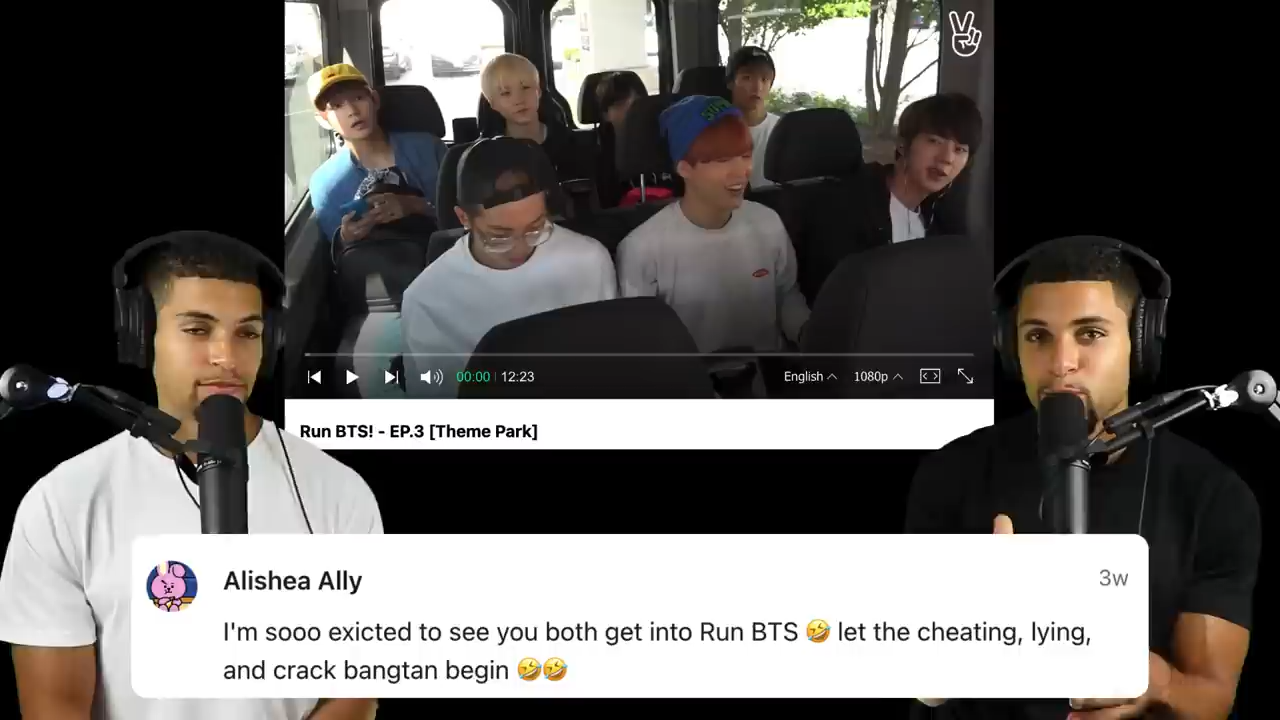 00:00 12:23 English 1080p
Run BTS! - EP.3 [Theme Park]
Alishea Ally 3w
I'm sooo exicted to see you both get into Run BTS 🤣 let the cheating, lying,
and crack bangtan begin 🤣🤣